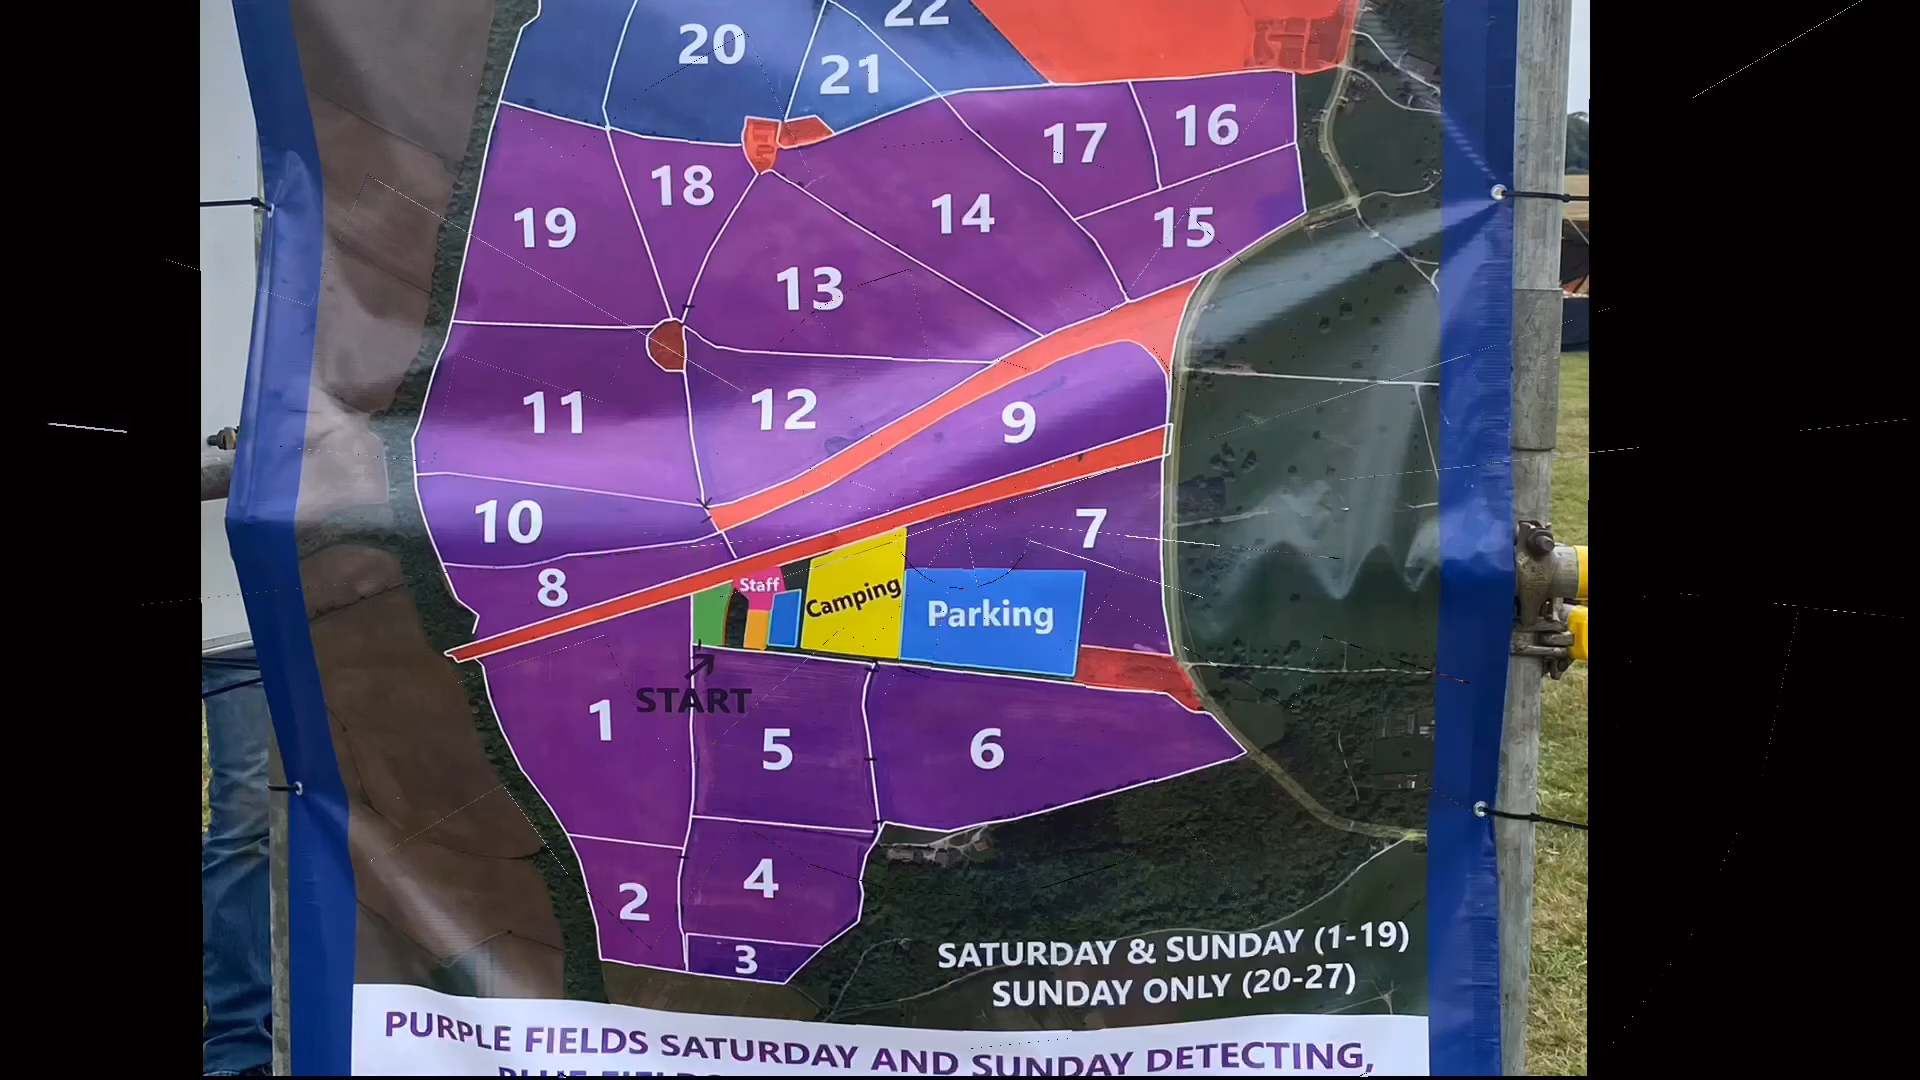 22
20
21
17
16
18
14
19
15
13
11
12
9
10
7
8
Staff
Camping
Parking
START
1
5
6
4
2
3
SATURDAY & SUNDAY (1-19)
SUNDAY ONLY (20-27)
PURPLE FIELDS SATURDAY AND SUNDAY DETECTING,
BLUE FIELDS